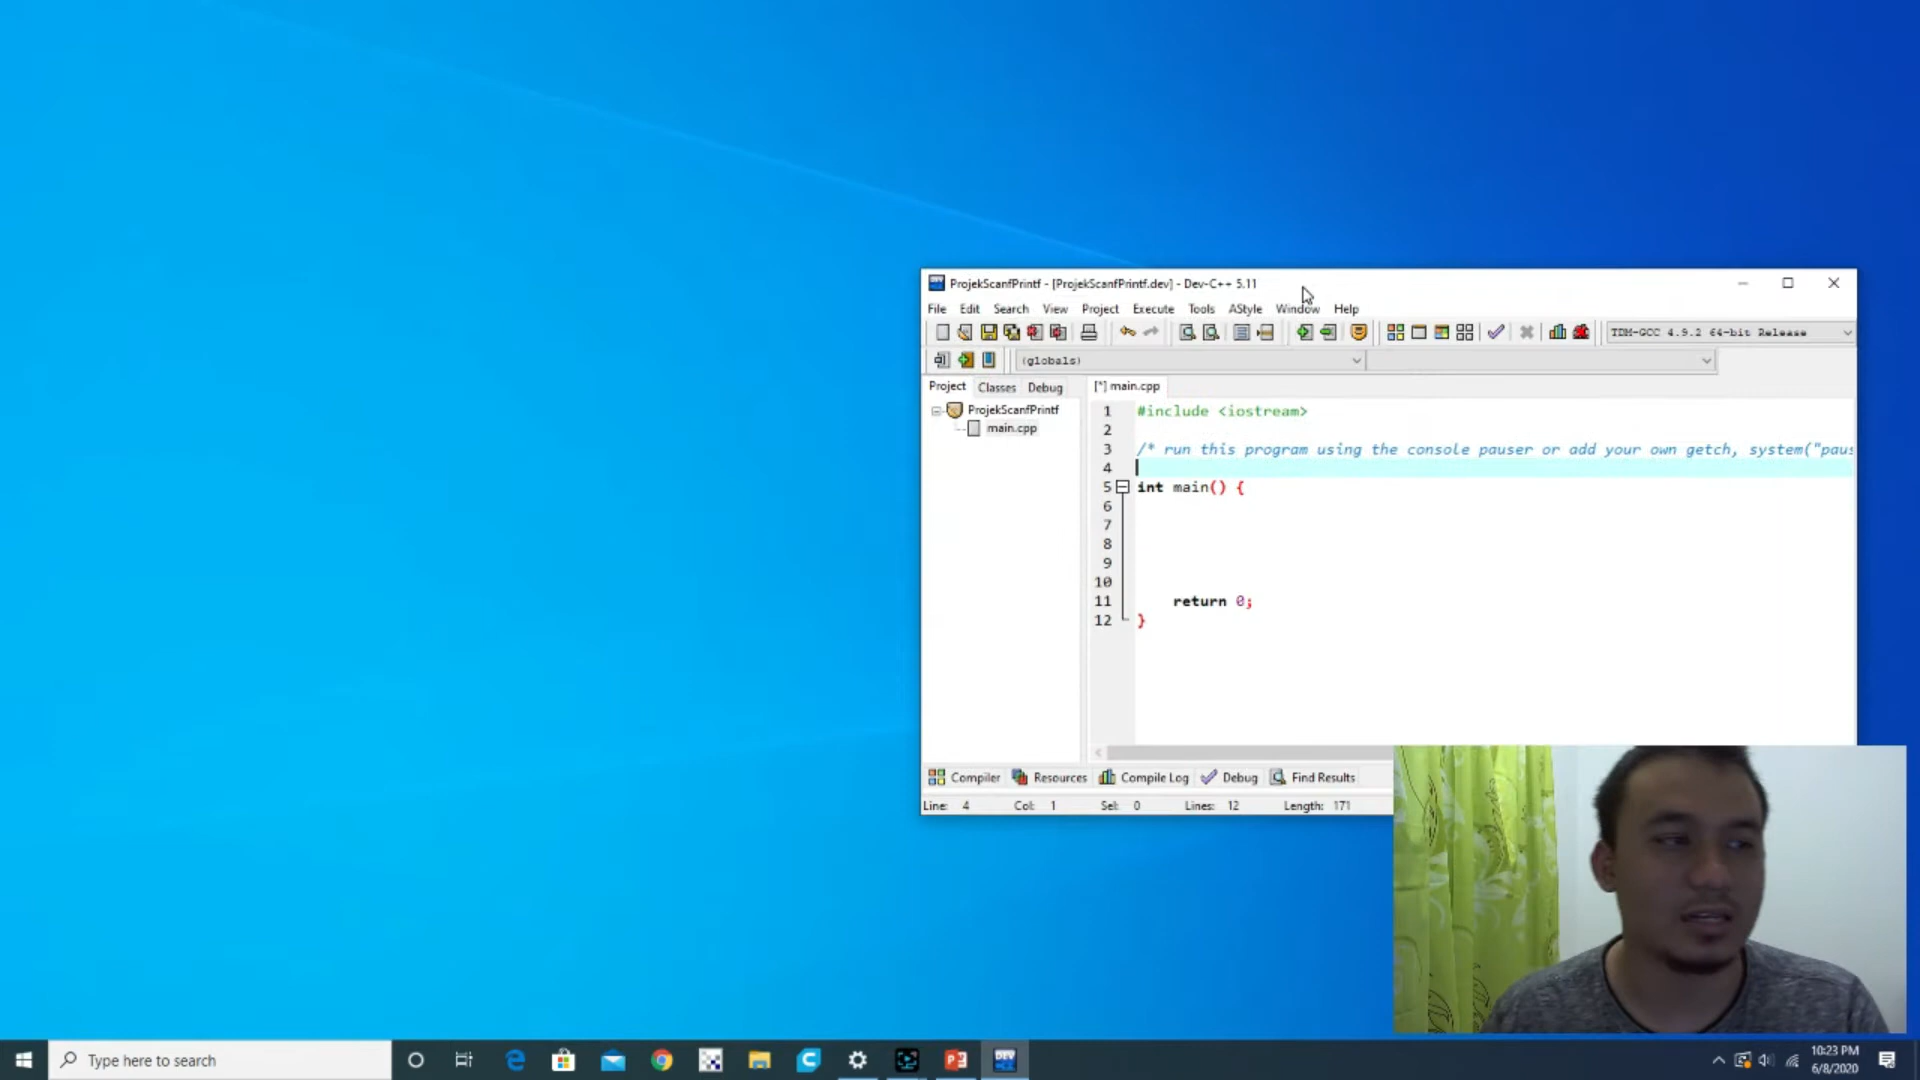 ProjekScanfPrintf - [ProjekScanfPrintf.dev] - Dev-C++ 5.11
File Edit Search View Project Execute Tools AStyle Window Help
TDM-GCC 4.9.2 64-bit Release
(globals)
Project Classes Debug
[*] main.cpp
ProjekScanfPrintf
main.cpp
1 #include <iostream>
2
3 /* run this program using the console pauser or add your own getch, system("paus
4
5 int main() {
6
7
8
9
10
11 return 0;
12 }
Compiler Resources Compile Log Debug Find Results
Line: 4 Col: 1 Sel: 0 Lines: 12 Length: 171
Type here to search
DEV
10:23 PM
6/8/2020